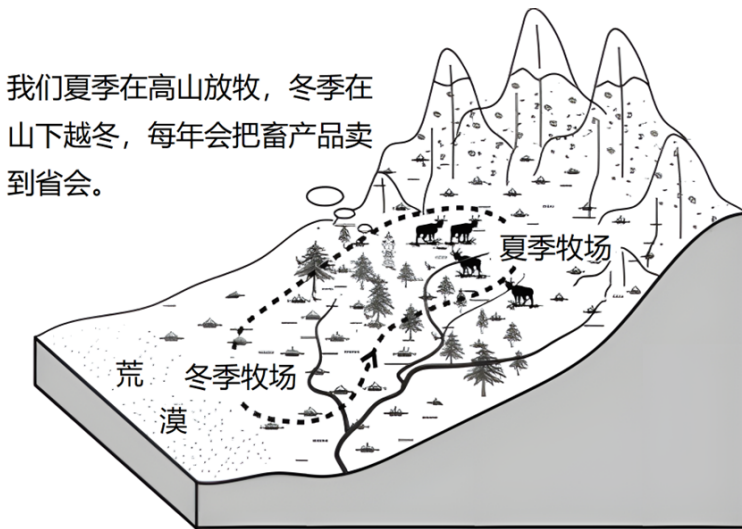 我们夏季在高山放牧，冬季在
山下越冬，每年会把畜产品卖
到省会。
夏季牧场
冬季牧场
荒
漠